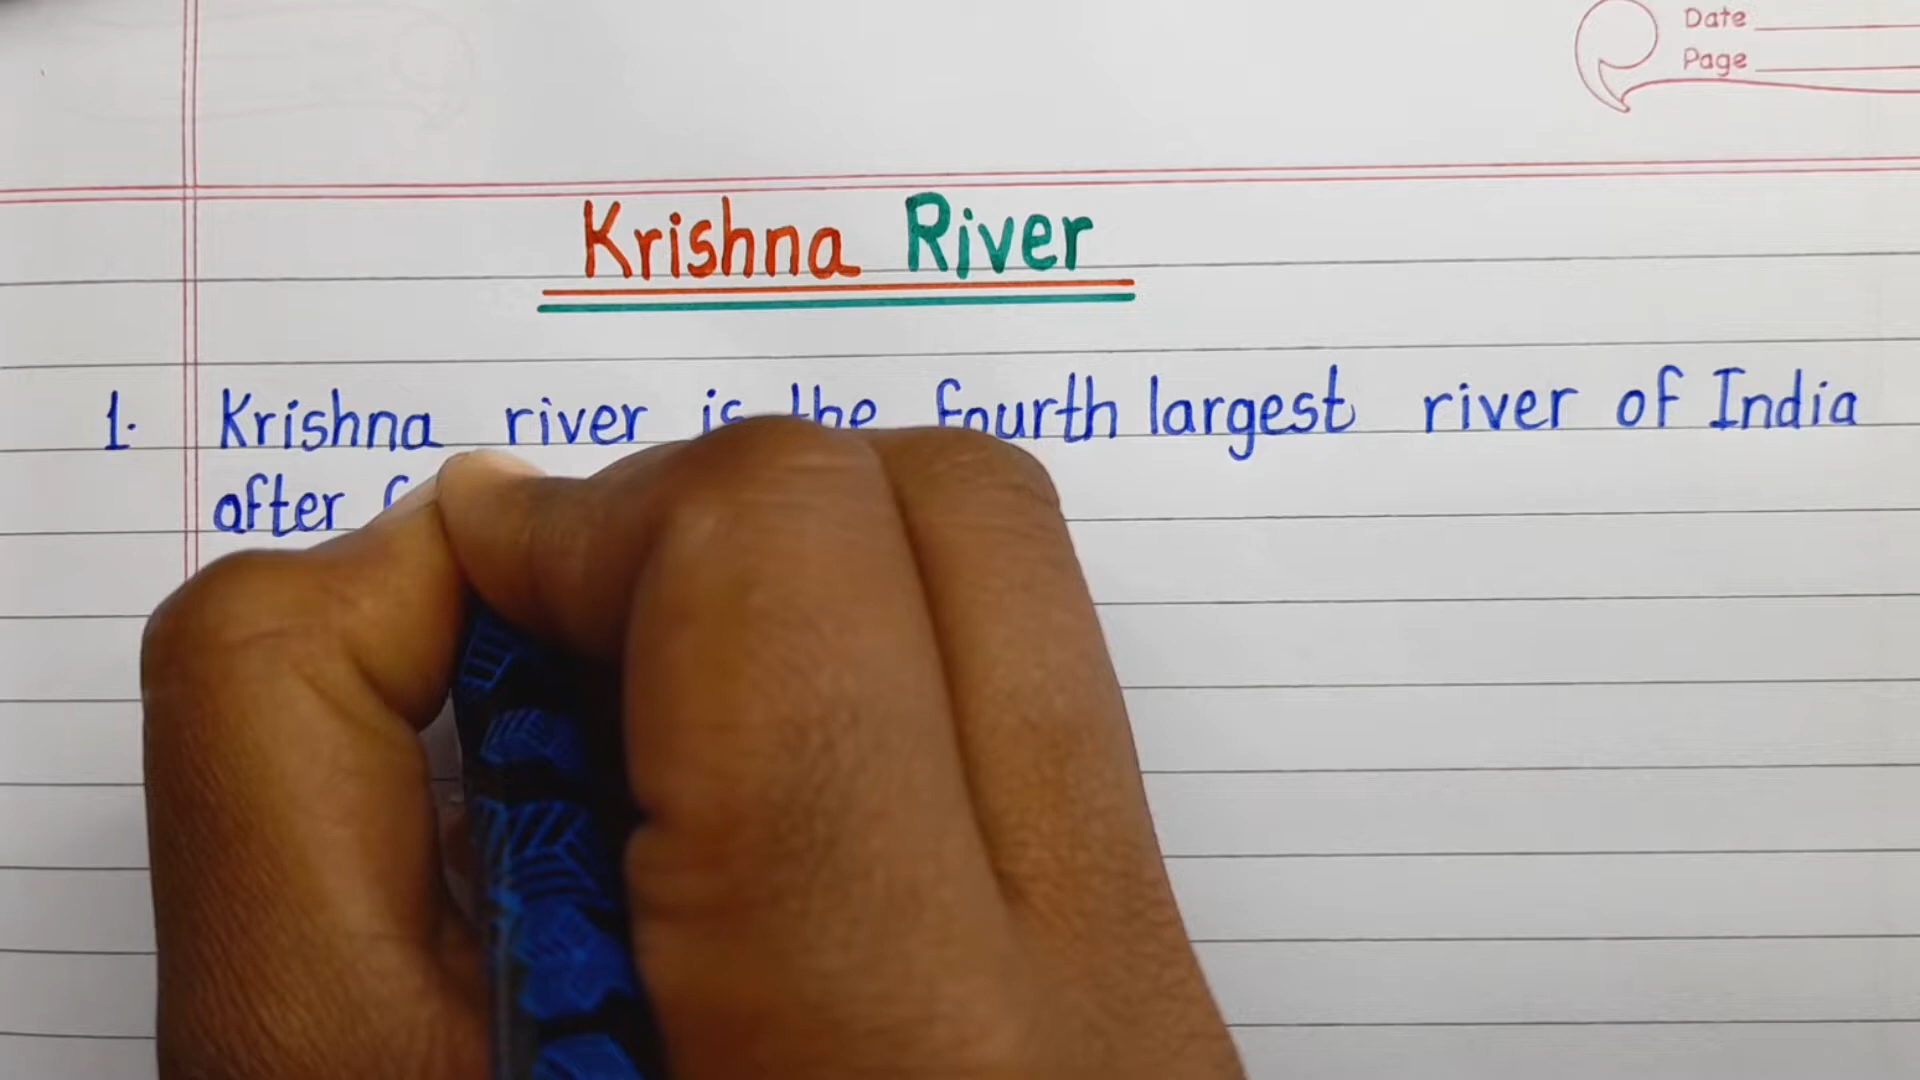 Date
Page
Krishna River
1. Krishna river is the fourth largest river of India
after